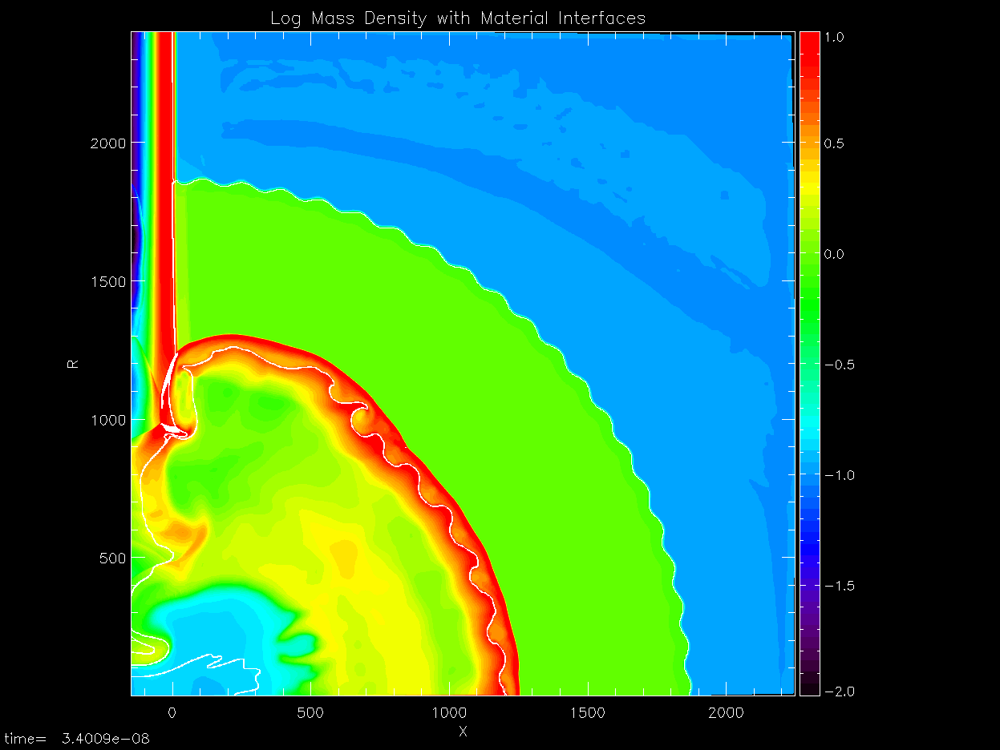 Log Mass Density with Material Interfaces
1.0
0.5
0.0
-0.5
-1.0
-1.5
-2.0
2000
1500
1000
500
R
0 500 1000 1500 2000
X
time= 3.4009e-08